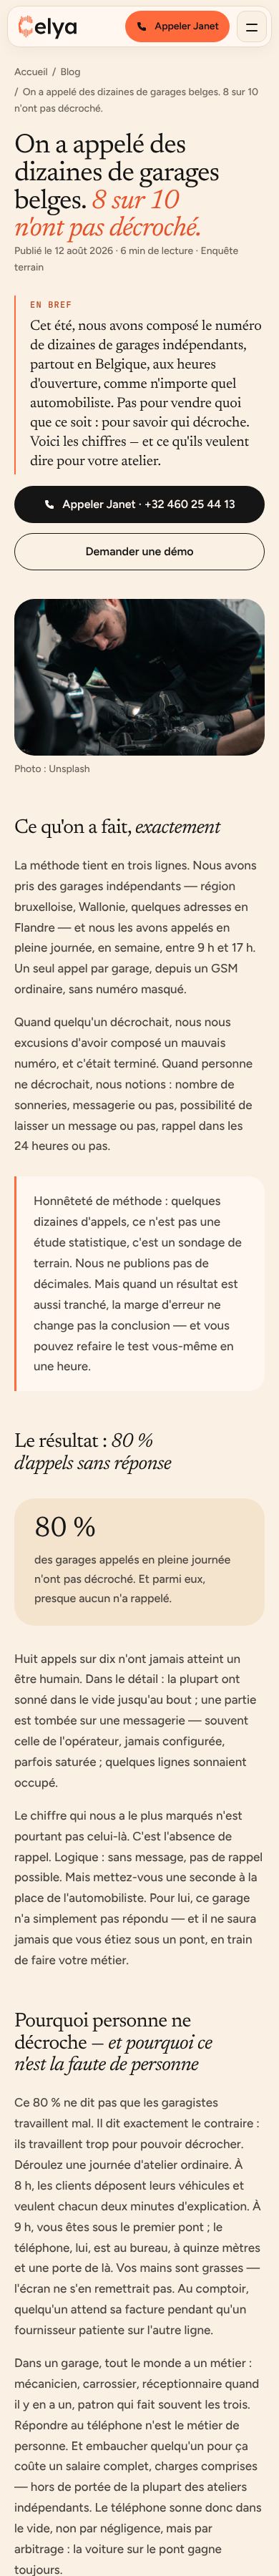 elya
Appeler Janet
Accueil / Blog
/ On a appelé des dizaines de garages belges. 8 sur 10
n'ont pas décroché.
On a appelé des
dizaines de garages
belges. 8 sur 10
n'ont pas décroché.
Publié le 12 août 2026 · 6 min de lecture · Enquête
terrain
EN BREF
Cet été, nous avons composé le numéro
de dizaines de garages indépendants,
partout en Belgique, aux heures
d'ouverture, comme n'importe quel
automobiliste. Pas pour vendre quoi
que ce soit : pour savoir qui décroche.
Voici les chiffres — et ce qu'ils veulent
dire pour votre atelier.
Appeler Janet · +32 460 25 44 13
Demander une démo
Photo : Unsplash
Ce qu'on a fait, exactement
La méthode tient en trois lignes. Nous avons
pris des garages indépendants — région
bruxelloise, Wallonie, quelques adresses en
Flandre — et nous les avons appelés en
pleine journée, en semaine, entre 9 h et 17 h.
Un seul appel par garage, depuis un GSM
ordinaire, sans numéro masqué.
Quand quelqu'un décrochait, nous nous
excusions d'avoir composé un mauvais
numéro, et c'était terminé. Quand personne
ne décrochait, nous notions : nombre de
sonneries, messagerie ou pas, possibilité de
laisser un message ou pas, rappel dans les
24 heures ou pas.
Honnêteté de méthode : quelques
dizaines d'appels, ce n'est pas une
étude statistique, c'est un sondage de
terrain. Nous ne publions pas de
décimales. Mais quand un résultat est
aussi tranché, la marge d'erreur ne
change pas la conclusion — et vous
pouvez refaire le test vous-même en
une heure.
Le résultat : 80 %
d'appels sans réponse
80 %
des garages appelés en pleine journée
n'ont pas décroché. Et parmi eux,
presque aucun n'a rappelé.
Huit appels sur dix n'ont jamais atteint un
être humain. Dans le détail : la plupart ont
sonné dans le vide jusqu'au bout ; une partie
est tombée sur une messagerie — souvent
celle de l'opérateur, jamais configurée,
parfois saturée ; quelques lignes sonnaient
occupé.
Le chiffre qui nous a le plus marqués n'est
pourtant pas celui-là. C'est l'absence de
rappel. Logique : sans message, pas de rappel
possible. Mais mettez-vous une seconde à la
place de l'automobiliste. Pour lui, ce garage
n'a simplement pas répondu — et il ne saura
jamais que vous étiez sous un pont, en train
de faire votre métier.
Pourquoi personne ne
décroche — et pourquoi ce
n'est la faute de personne
Ce 80 % ne dit pas que les garagistes
travaillent mal. Il dit exactement le contraire :
ils travaillent trop pour pouvoir décrocher.
Déroulez une journée d'atelier ordinaire. À
8 h, les clients déposent leurs véhicules et
veulent chacun deux minutes d'explication. À
9 h, vous êtes sous le premier pont ; le
téléphone, lui, est au bureau, à quinze mètres
et une porte de là. Vos mains sont grasses —
l'écran ne s'en remettrait pas. Au comptoir,
quelqu'un attend sa facture pendant qu'un
fournisseur patiente sur l'autre ligne.
Dans un garage, tout le monde a un métier :
mécanicien, carrossier, réceptionnaire quand
il y en a un, patron qui fait souvent les trois.
Répondre au téléphone n'est le métier de
personne. Et embaucher quelqu'un pour ça
coûte un salaire complet, charges comprises
— hors de portée de la plupart des ateliers
indépendants. Le téléphone sonne donc dans
le vide, non par négligence, mais par
arbitrage : la voiture sur le pont gagne
toujours.